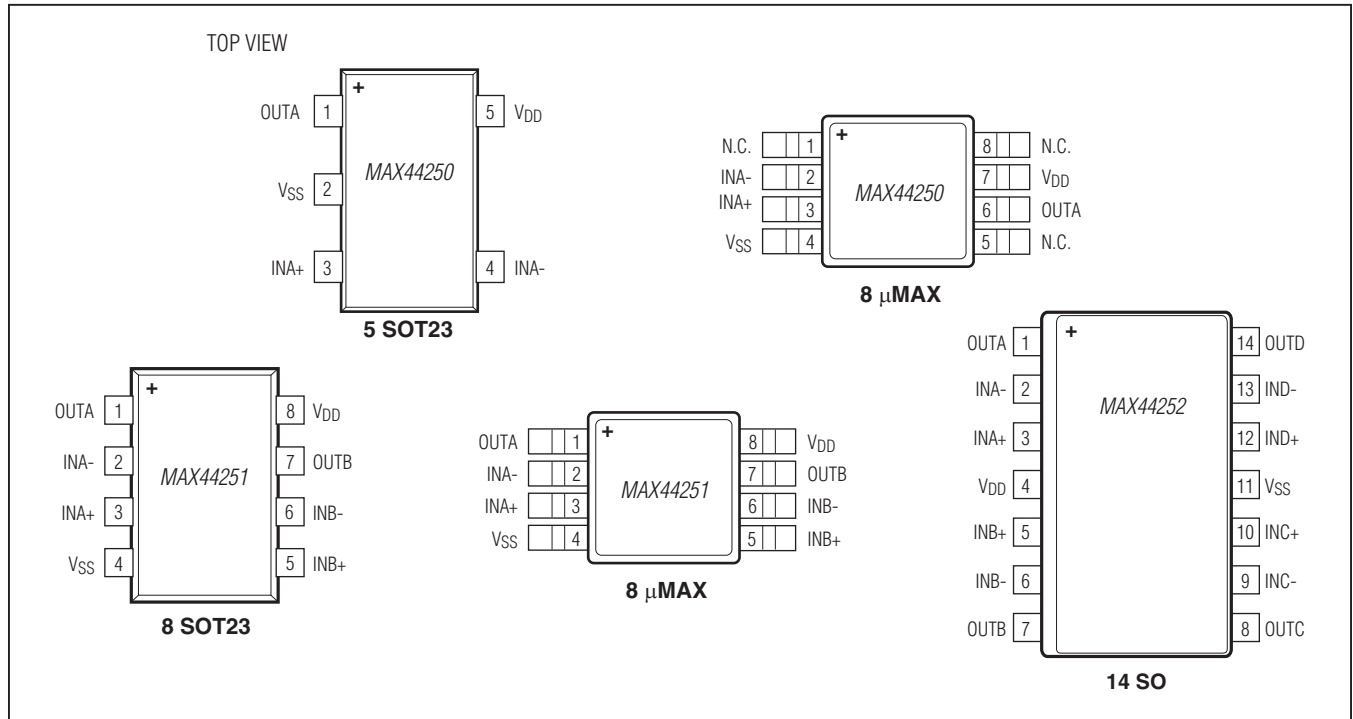 TOP VIEW
+
OUTA 1 5 VDD
MAX44250
VSS 2
INA+ 3 4 INA-
5 SOT23
+
N.C. 1 8 N.C.
INA- 2 7 VDD
MAX44250
INA+ 3 6 OUTA
VSS 4 5 N.C.
8 μMAX
+
OUTA 1 8 VDD
INA- 2 7 OUTB
MAX44251
INA+ 3 6 INB-
VSS 4 5 INB+
8 SOT23
+
OUTA 1 8 VDD
INA- 2 7 OUTB
MAX44251
INA+ 3 6 INB-
VSS 4 5 INB+
8 μMAX
+
OUTA 1 14 OUTD
INA- 2 13 IND-
MAX44252
INA+ 3 12 IND+
VDD 4 11 VSS
INB+ 5 10 INC+
INB- 6 9 INC-
OUTB 7 8 OUTC
14 SO